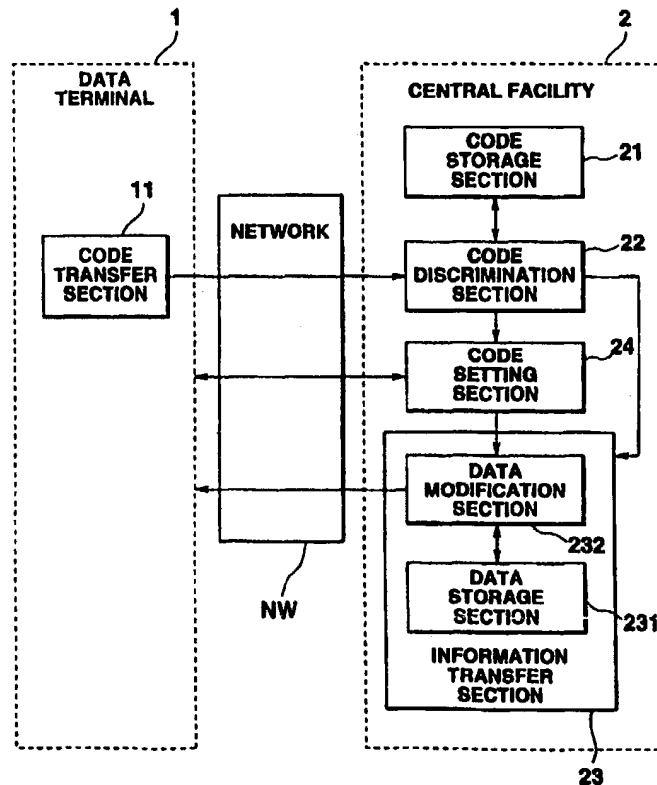 1
DATA
TERMINAL
11
CODE
TRANSFER
SECTION
NETWORK
NW
2
CENTRAL FACILITY
CODE
STORAGE
SECTION
21
CODE
DISCRIMINATION
SECTION
22
CODE
SETTING
SECTION
24
DATA
MODIFICATION
SECTION
232
DATA
STORAGE
SECTION
231
INFORMATION
TRANSFER
SECTION
23